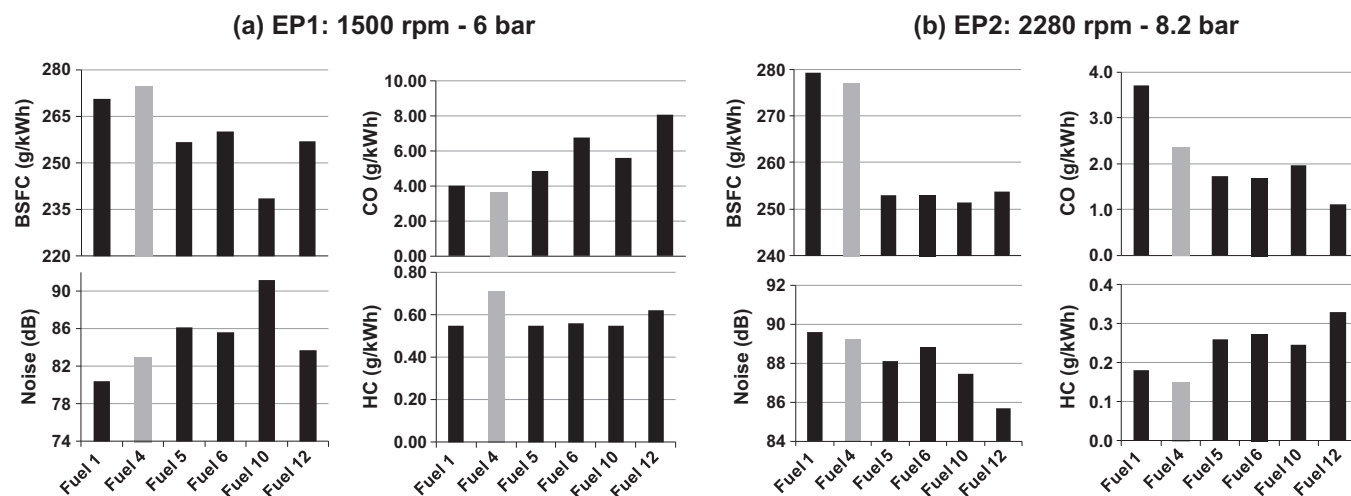 (a) EP1: 1500 rpm - 6 bar
(b) EP2: 2280 rpm - 8.2 bar
BSFC (g/kWh)
280
265
250
235
220
CO (g/kWh)
10.00
8.00
6.00
4.00
2.00
0.00
BSFC (g/kWh)
280
270
260
250
240
CO (g/kWh)
4.0
3.0
2.0
1.0
0.0
Noise (dB)
90
86
82
78
74
HC (g/kWh)
0.80
0.60
0.40
0.20
0.00
Noise (dB)
92
90
88
86
84
HC (g/kWh)
0.4
0.3
0.2
0.1
0.0
Fuel 1
Fuel 4
Fuel 5
Fuel 6
Fuel 10
Fuel 12
Fuel 1
Fuel 4
Fuel 5
Fuel 6
Fuel 10
Fuel 12
Fuel 1
Fuel 4
Fuel 5
Fuel 6
Fuel 10
Fuel 12
Fuel 1
Fuel 4
Fuel 5
Fuel 6
Fuel 10
Fuel 12